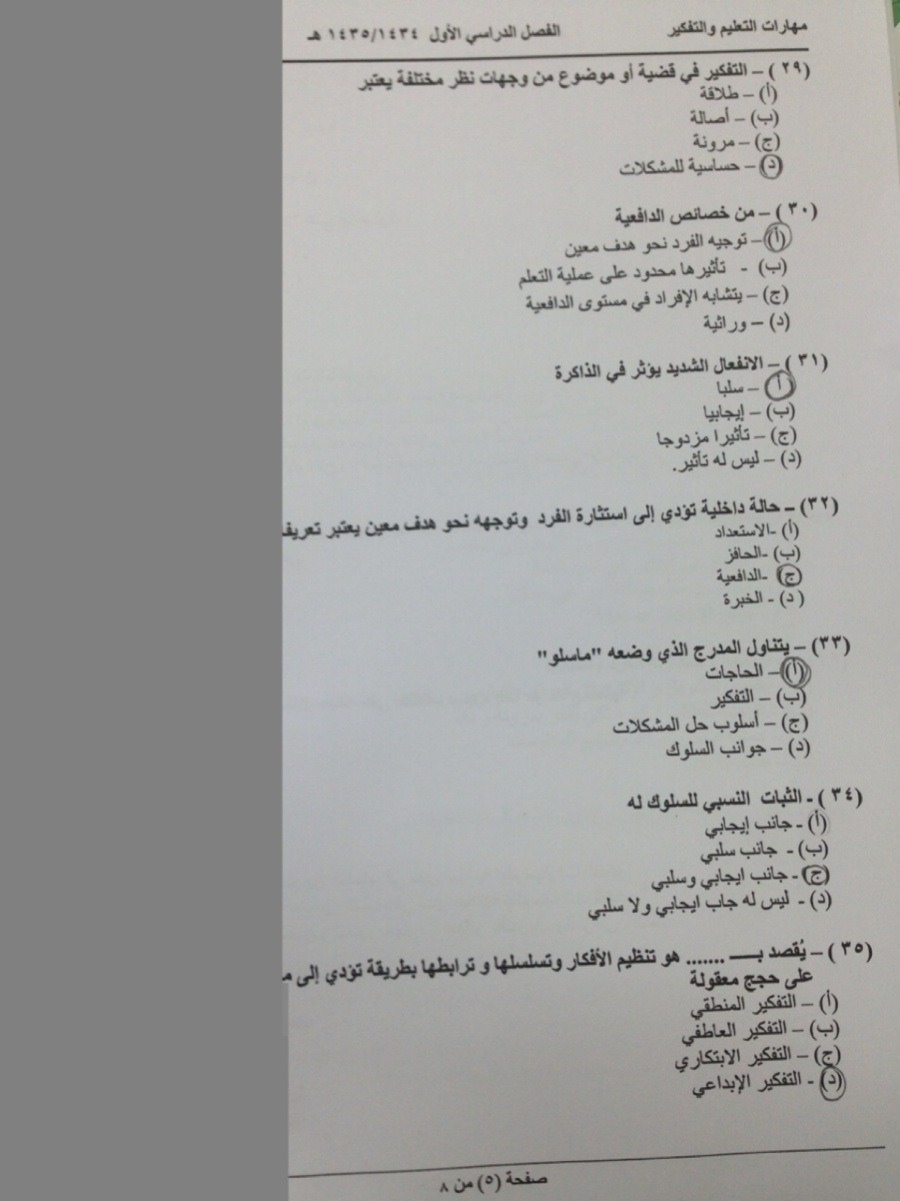 مهارات التعليم والتفكير الفصل الدراسي الأول ١٤٣٥/١٤٣٤ هـ
(٢٩) – التفكير في قضية أو موضوع من وجهات نظر مختلفة يعتبر
(أ) – طلاقة
(ب) – أصالة
(ج) – مرونة
(د) – حساسية للمشكلات
(٣٠) – من خصائص الدافعية
(أ) – توجيه الفرد نحو هدف معين
(ب) - تأثيرها محدود على عملية التعلم
(ج) – يتشابه الإفراد في مستوى الدافعية
(د) – وراثية
(٣١) – الانفعال الشديد يؤثر في الذاكرة
(أ) – سلبا
(ب) – إيجابيا
(ج) – تأثيرا مزدوجا
(د) – ليس له تأثير.
(٣٢) – حالة داخلية تؤدي إلى استثارة الفرد وتوجهه نحو هدف معين يعتبر تعريف
(أ) -الاستعداد
(ب) -الحافز
(ج) -الدافعية
(د) - الخبرة
(٣٣) – يتناول المدرج الذي وضعه "ماسلو"
(أ) – الحاجات
(ب) – التفكير
(ج) – أسلوب حل المشكلات
(د) – جوانب السلوك
(٣٤) - الثبات النسبي للسلوك له
(أ) - جانب إيجابي
(ب) - جانب سلبي
(ج) - جانب ايجابي وسلبي
(د) - ليس له جاب ايجابي ولا سلبي
(٣٥) – يُقصد بــــ ....... هو تنظيم الأفكار وتسلسلها و ترابطها بطريقة تؤدي إلى
على حجج معقولة
(أ) – التفكير المنطقي
(ب) – التفكير العاطفي
(ج) – التفكير الابتكاري
(د) - التفكير الإبداعي
صفحة (٥) من ٨